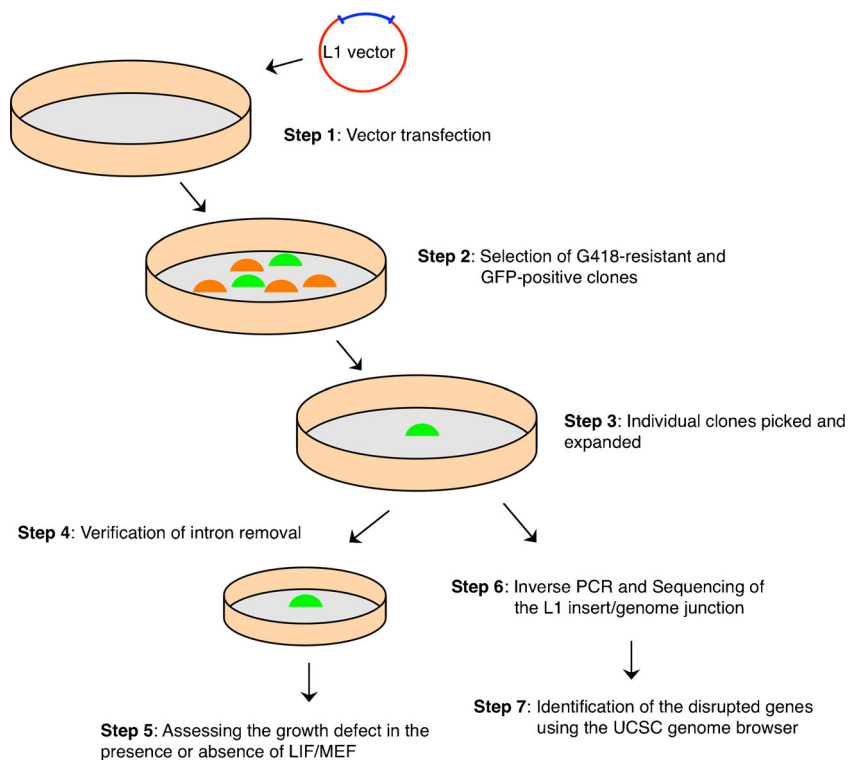 L1 vector
Step 1: Vector transfection
Step 2: Selection of G418-resistant and
GFP-positive clones
Step 3: Individual clones picked and
expanded
Step 4: Verification of intron removal
Step 6: Inverse PCR and Sequencing of
the L1 insert/genome junction
Step 5: Assessing the growth defect in the
presence or absence of LIF/MEF
Step 7: Identification of the disrupted genes
using the UCSC genome browser